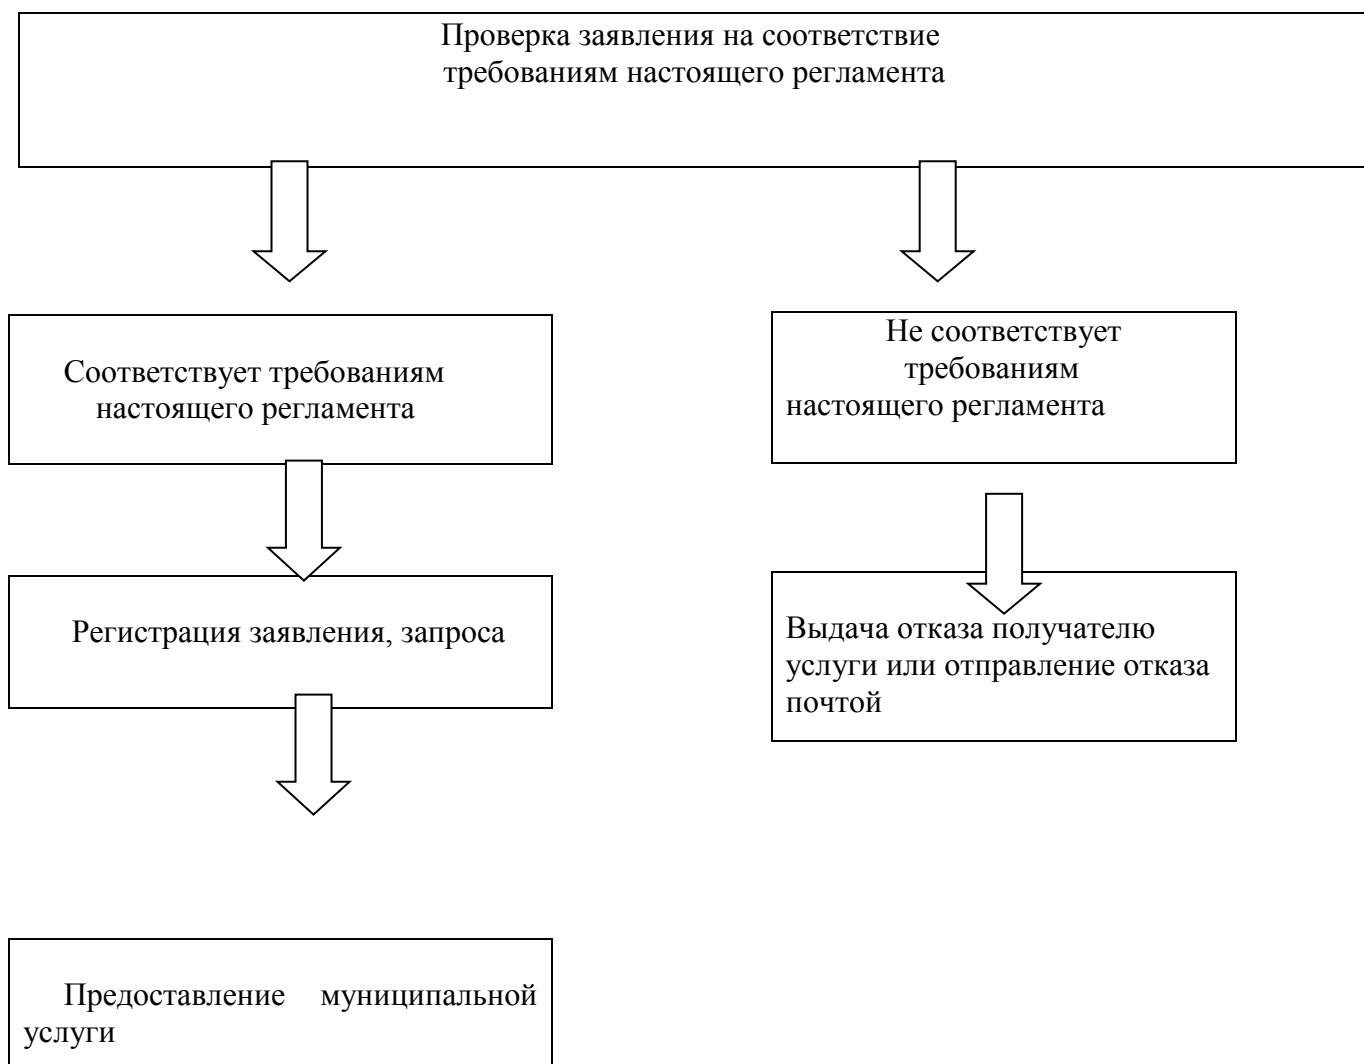 Проверка заявления на соответствие
требованиям настоящего регламента
Соответствует требованиям
настоящего регламента
Не соответствует
требованиям
настоящего регламента
Регистрация заявления, запроса
Выдача отказа получателю
услуги или отправление отказа
почтой
Предоставление муниципальной
услуги